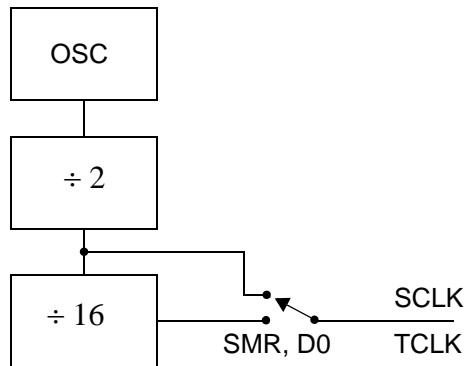 OSC
÷ 2
÷ 16
SCLK
SMR, D0
TCLK